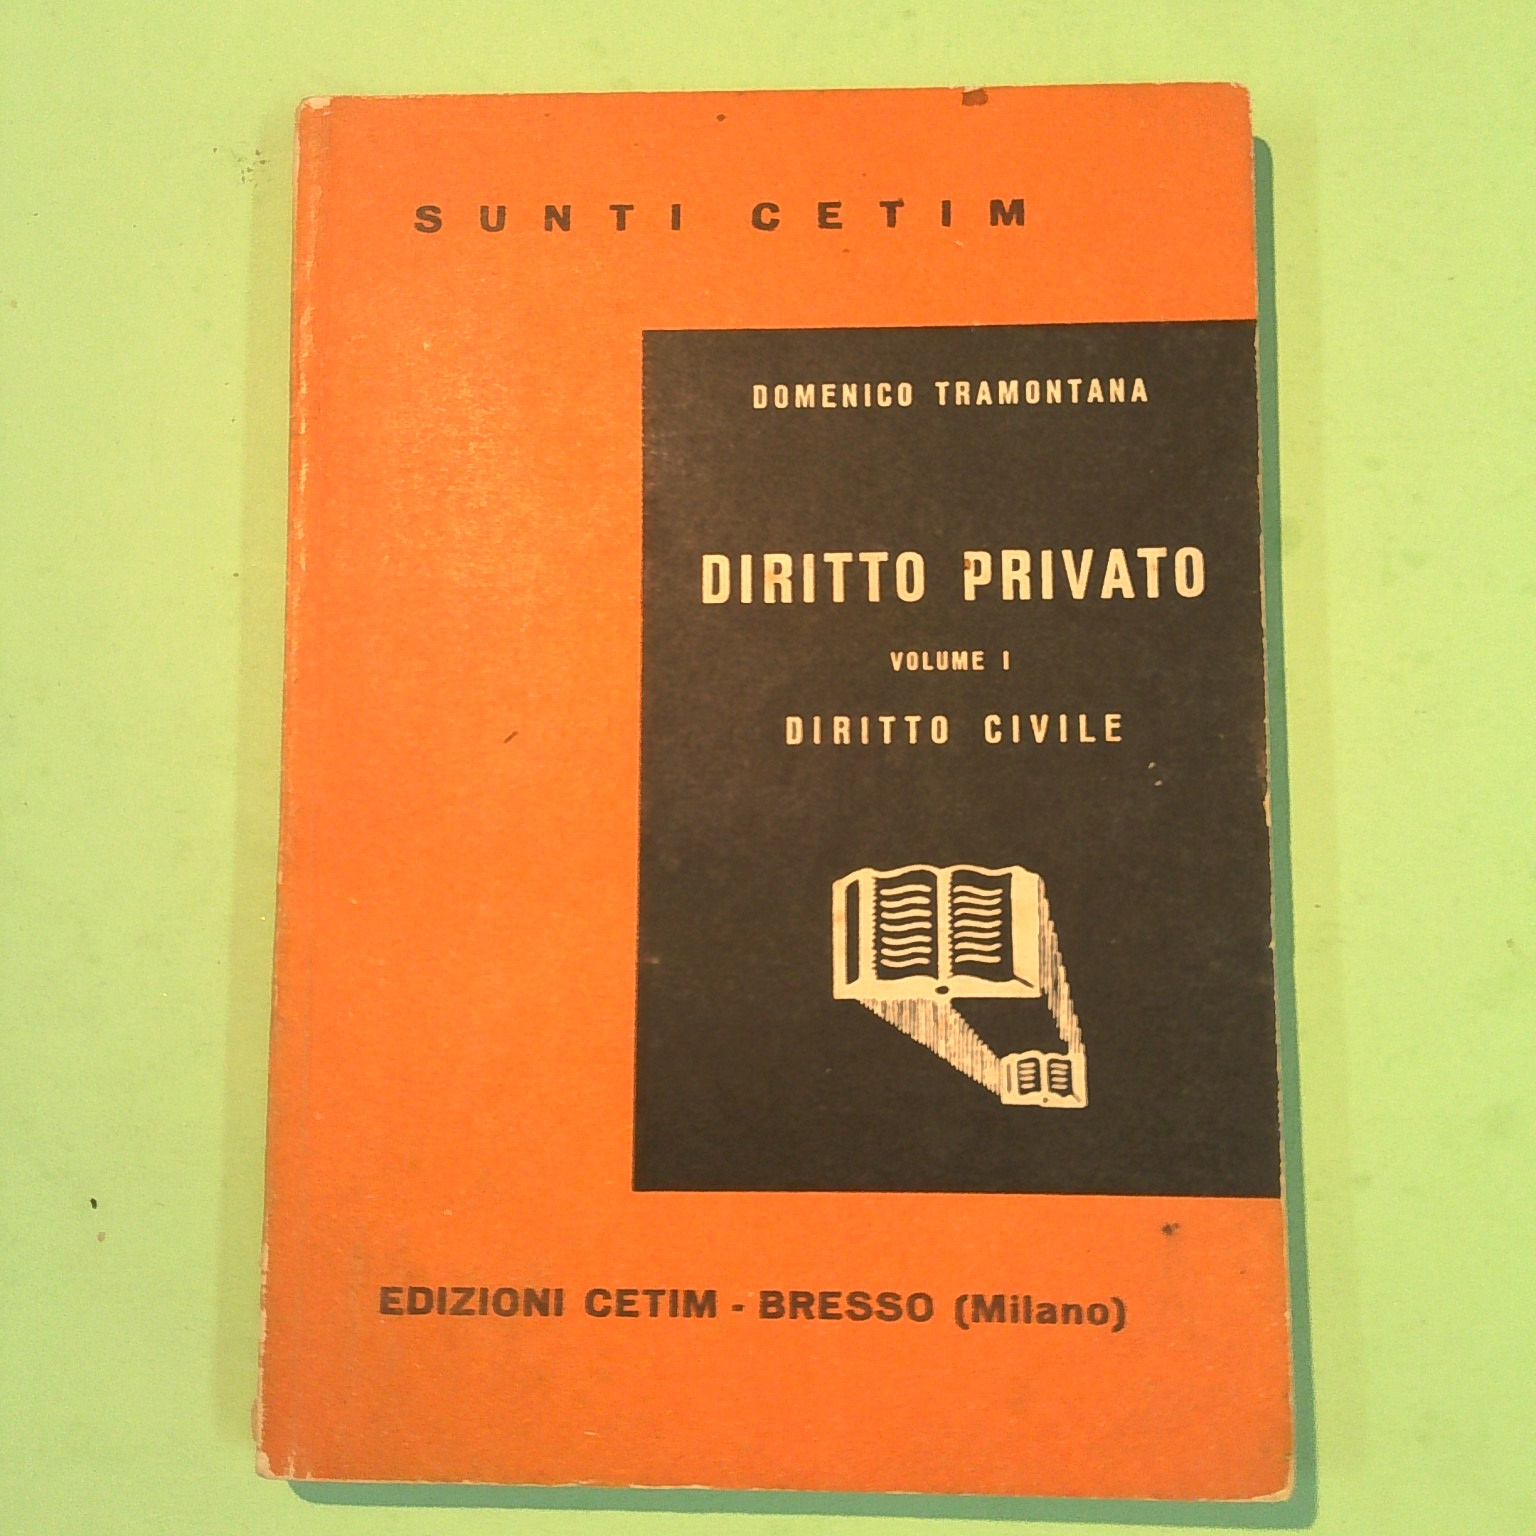 SUNTI CETIM
DOMENICO TRAMONTANA
DIRITTO PRIVATO
VOLUME I
DIRITTO CIVILE
EDIZIONI CETIM - BRESSO (Milano)